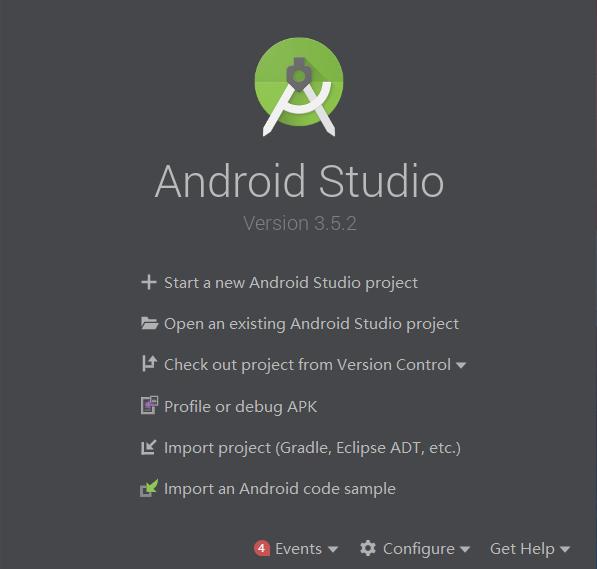 Android Studio
Version 3.5.2
Start a new Android Studio project
Open an existing Android Studio project
Check out project from Version Control
Profile or debug APK
Import project (Gradle, Eclipse ADT, etc.)
Import an Android code sample
4 Events Configure Get Help